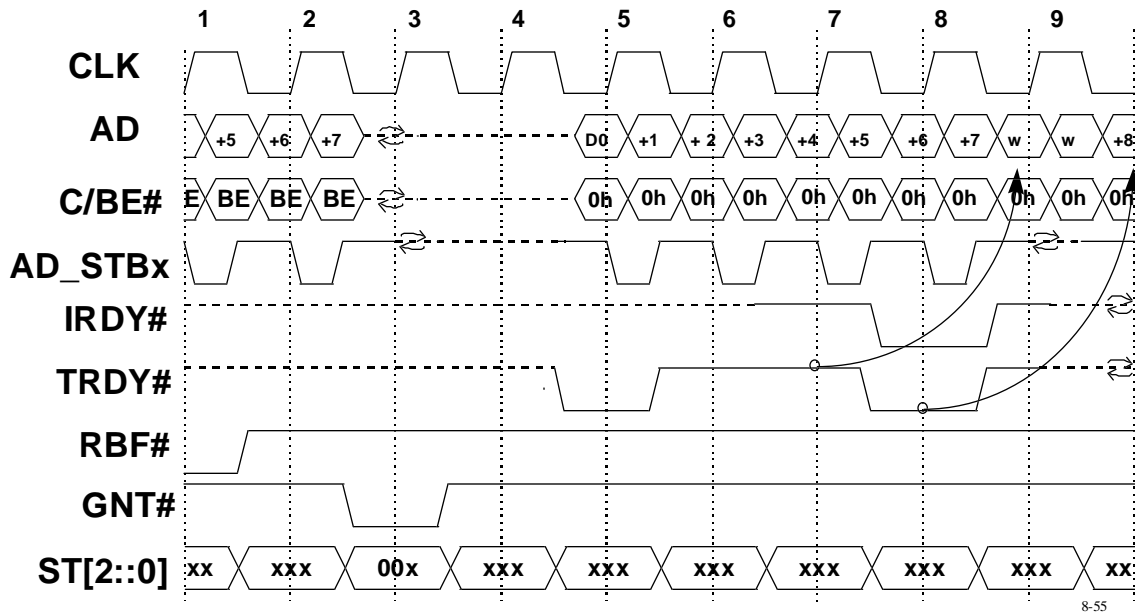 1 2 3 4 5 6 7 8 9
CLK
AD +5 +6 +7 D0 +1 + 2 +3 +4 +5 +6 +7 w w +8
C/BE# E BE BE BE 0h 0h 0h 0h 0h 0h 0h 0h 0h 0h 0h
AD_STBx
IRDY#
TRDY#
RBF#
GNT#
ST[2::0] xx xxx 00x xxx xxx xxx xxx xxx xxx xx
8-55